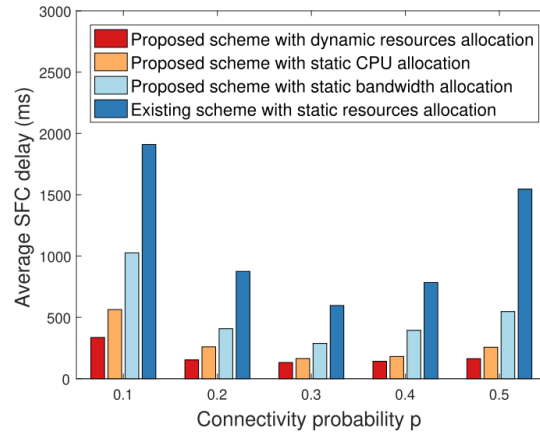 3000
2500
2000
1500
1000
500
0
Average SFC delay (ms)
Proposed scheme with dynamic resources allocation
Proposed scheme with static CPU allocation
Proposed scheme with static bandwidth allocation
Existing scheme with static resources allocation
0.1 0.2 0.3 0.4 0.5
Connectivity probability p